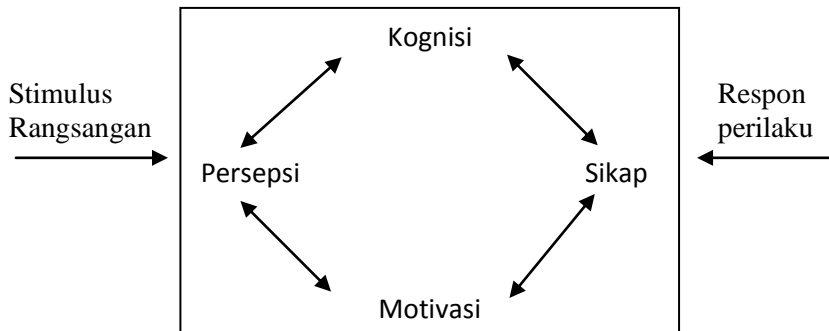 Kognisi
Stimulus
Rangsangan
Respon
perilaku
Persepsi
Sikap
Motivasi